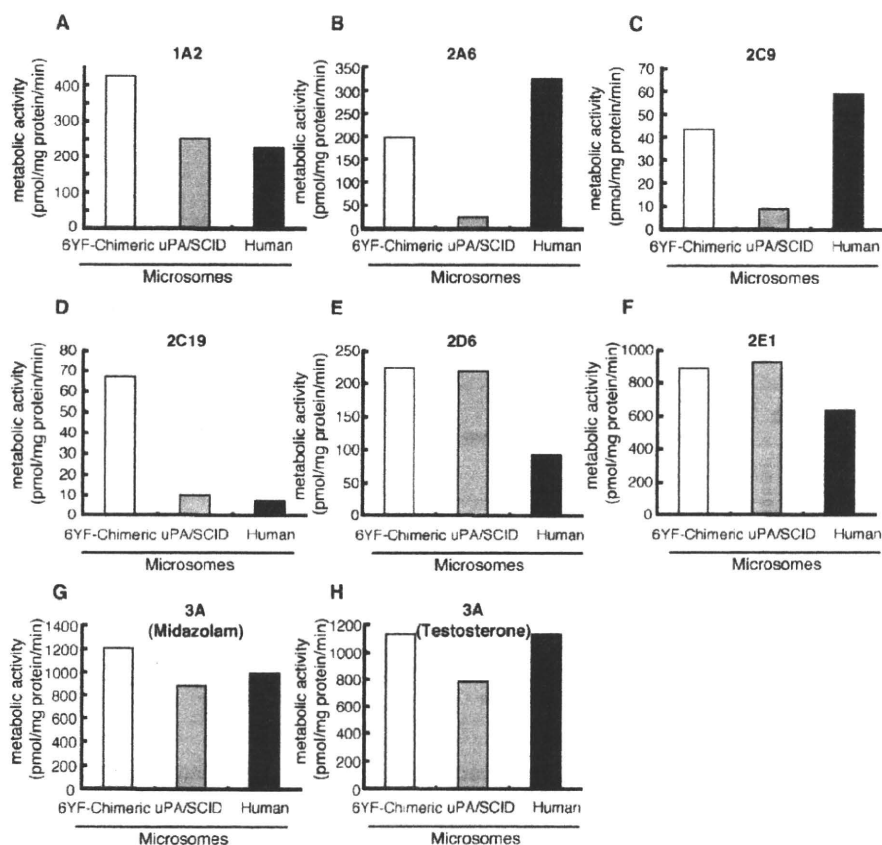 A
1A2
metabolic activity
(pmol/mg protein/min)
400
300
200
100
0
6YF-Chimeric uPA/SCID Human
Microsomes
B
2A6
metabolic activity
(pmol/mg protein/min)
350
300
250
200
150
100
50
0
6YF-Chimeric uPA/SCID Human
Microsomes
C
2C9
metabolic activity
(pmol/mg protein/min)
70
60
50
40
30
20
10
0
6YF-Chimeric uPA/SCID Human
Microsomes
D
2C19
metabolic activity
(pmol/mg protein/min)
80
70
60
50
40
30
20
10
0
6YF-Chimeric uPA/SCID Human
Microsomes
E
2D6
metabolic activity
(pmol/mg protein/min)
250
200
150
100
50
0
6YF-Chimeric uPA/SCID Human
Microsomes
F
2E1
metabolic activity
(pmol/mg protein/min)
1000
800
600
400
200
0
6YF-Chimeric uPA/SCID Human
Microsomes
G
3A
(Midazolam)
metabolic activity
(pmol/mg protein/min)
1400
1200
1000
800
600
400
200
0
6YF-Chimeric uPA/SCID Human
Microsomes
H
3A
(Testosterone)
metabolic activity
(pmol/mg protein/min)
1200
1000
800
600
400
200
0
6YF-Chimeric uPA/SCID Human
Microsomes